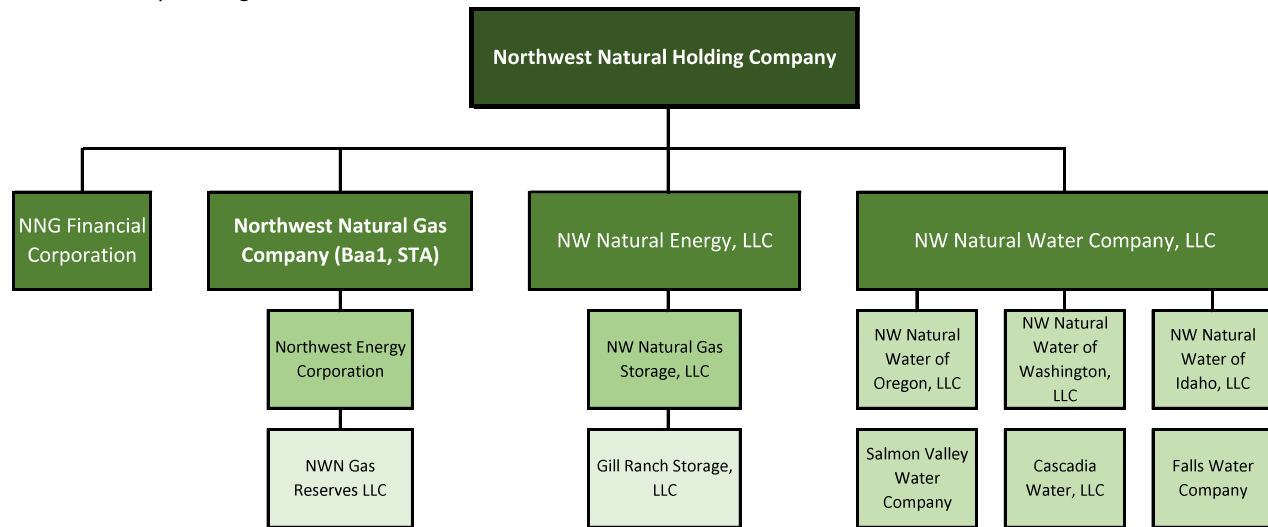 Northwest Natural Holding Company
NNG Financial
Corporation
Northwest Natural Gas
Company (Baa1, STA)
NW Natural Energy, LLC
NW Natural Water Company, LLC
Northwest Energy
Corporation
NW Natural Gas
Storage, LLC
NW Natural
Water of
Oregon, LLC
NW Natural
Water of
Washington,
LLC
NW Natural
Water of
Idaho, LLC
NWN Gas
Reserves LLC
Gill Ranch Storage,
LLC
Salmon Valley
Water
Company
Cascadia
Water, LLC
Falls Water
Company